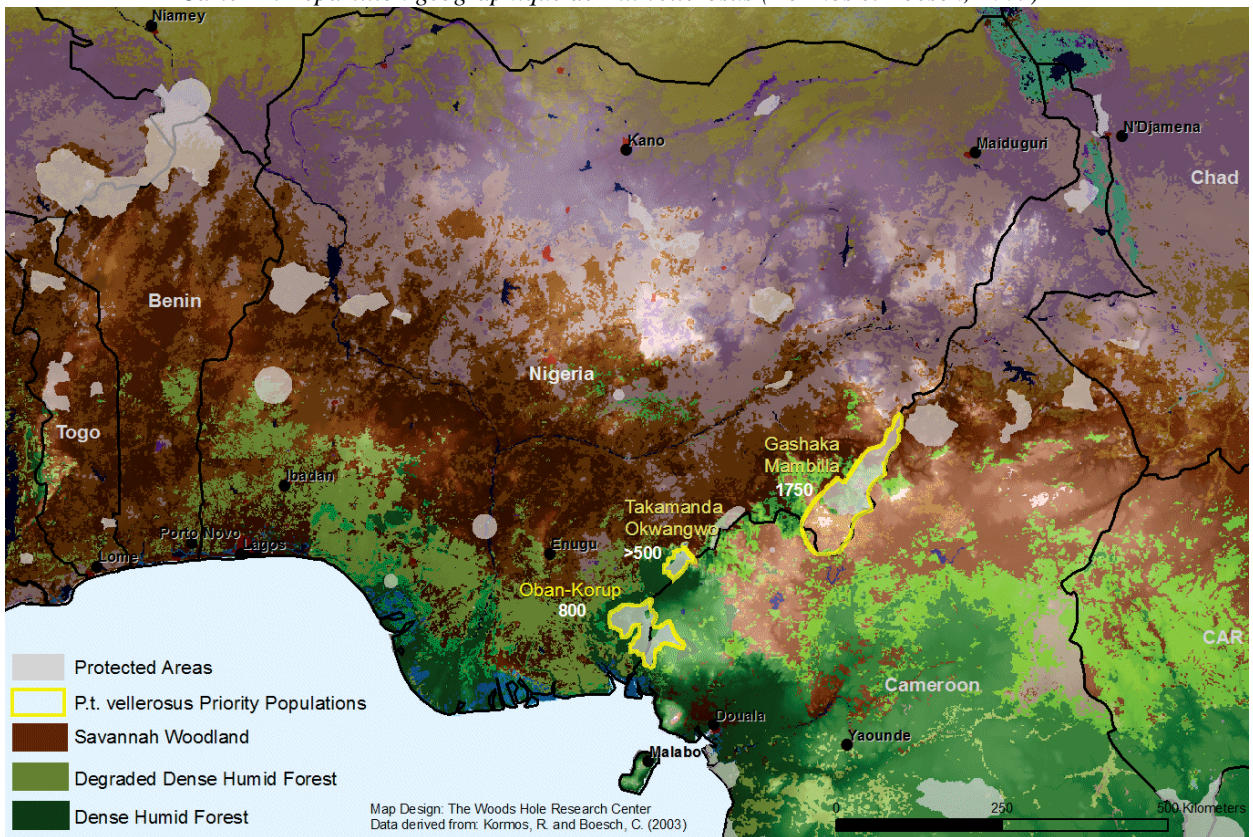 Niamey
Kano
Maiduguri
N'Djamena
Chad
Benin
Nigeria
Togo
Gashaka
Mambilla
1750
Ibadan
Takamanda
Okwangwo
>500
Porto Novo
Lagos
Enugu
Lome
Oban-Korup
800
CAR
Protected Areas
P.t. vellerosus Priority Populations
Cameroon
Savannah Woodland
Douala
Yaounde
Malabo
Degraded Dense Humid Forest
Dense Humid Forest
Map Design: The Woods Hole Research Center
Data derived from: Kormos, R. and Boesch, C. (2003)
0 250 500 Kilometers